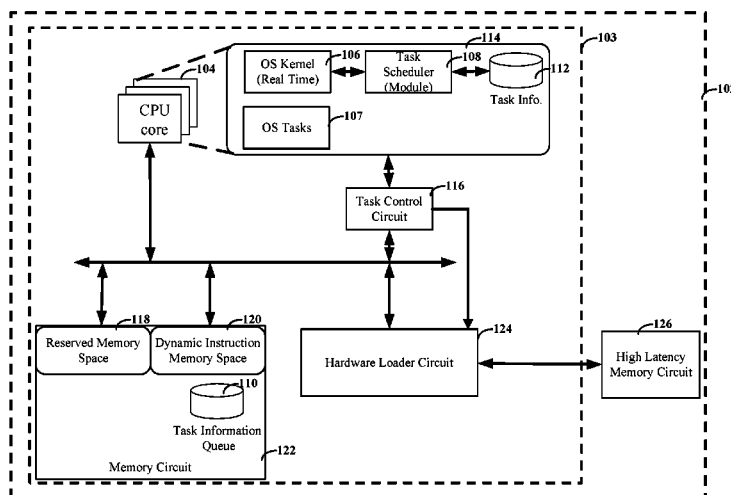 114
103
104
OS Kernel
(Real Time)
106
Task
Scheduler
(Module)
108
112
Task Info.
CPU
core
OS Tasks
107
116
Task Control
Circuit
118
120
Reserved Memory
Space
Dynamic Instruction
Memory Space
124
Hardware Loader Circuit
126
High Latency
Memory Circuit
110
Task Information
Queue
122
Memory Circuit